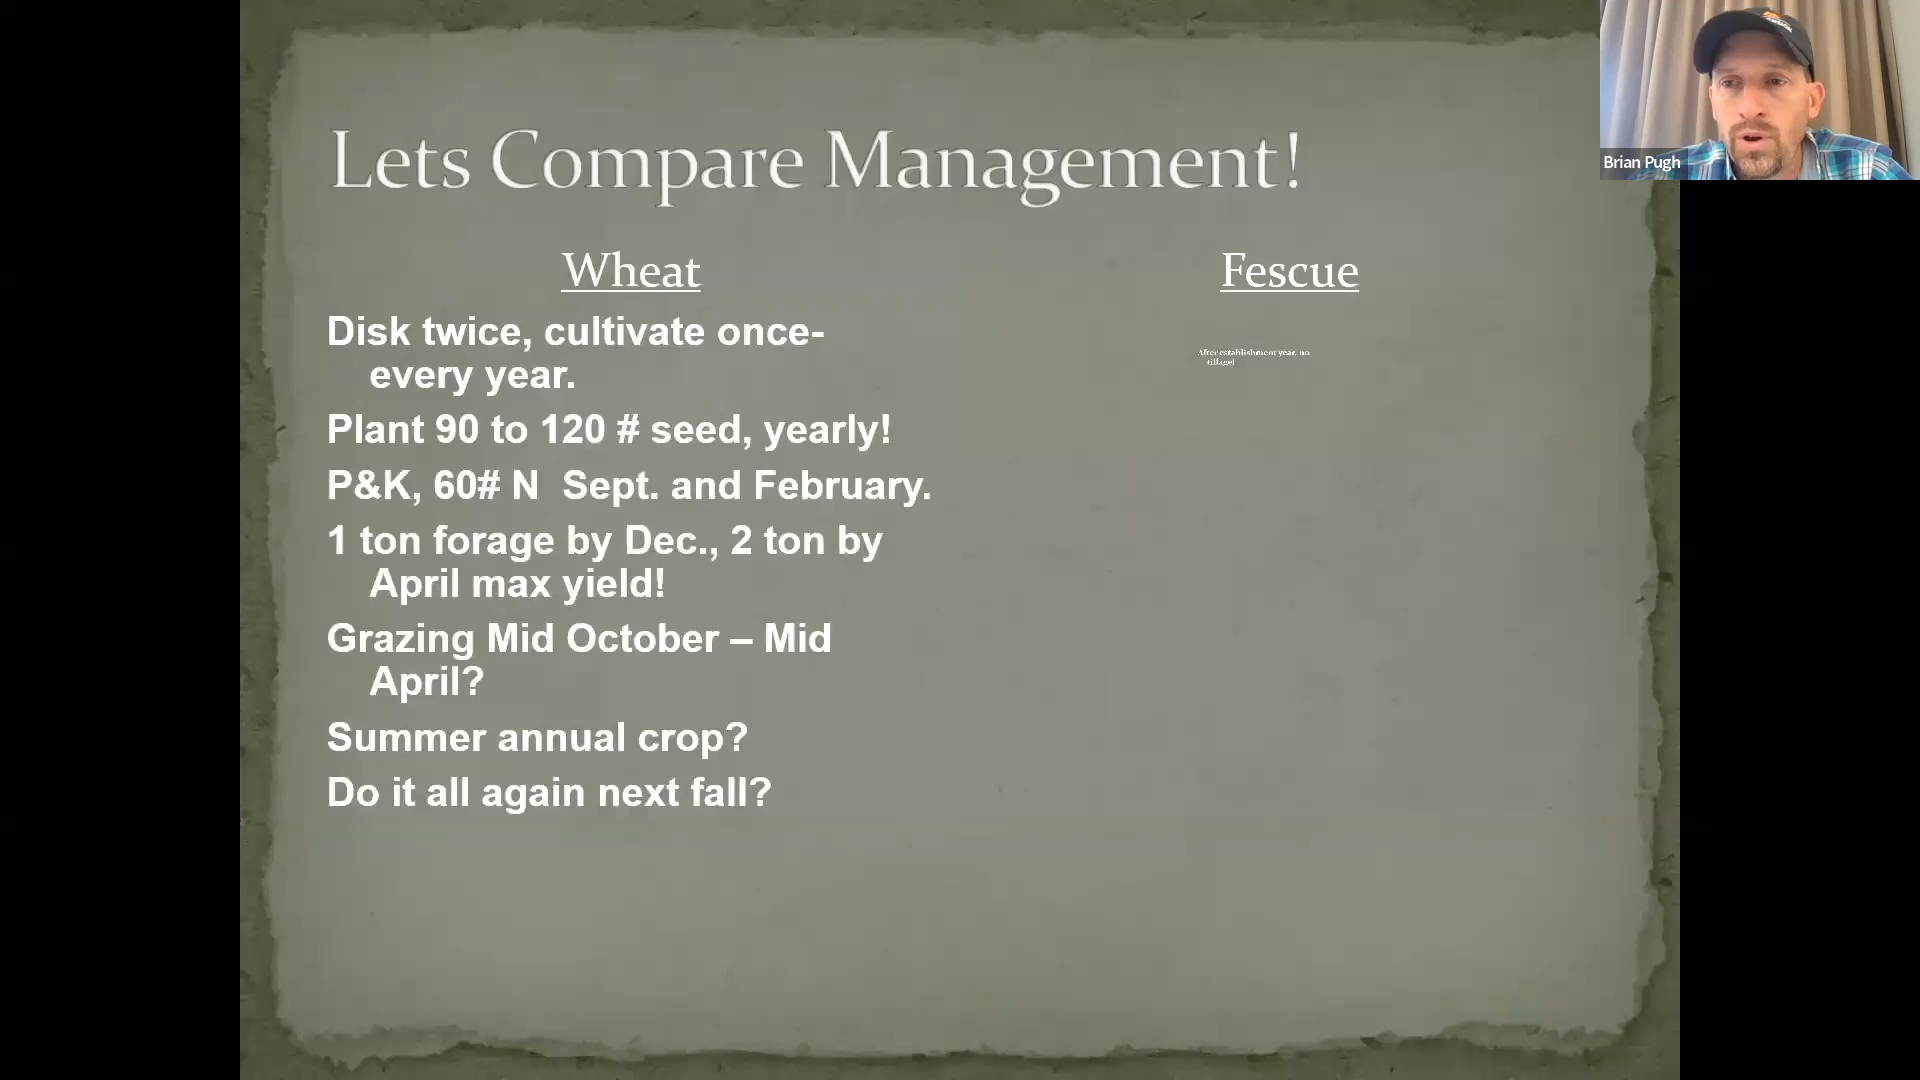 Lets Compare Management!
Wheat
Disk twice, cultivate once-
every year.
Plant 90 to 120 # seed, yearly!
P&K, 60# N  Sept. and February.
1 ton forage by Dec., 2 ton by
April max yield!
Grazing Mid October – Mid
April?
Summer annual crop?
Do it all again next fall?
Fescue
After establishment year, no
tillage!
Brian Pugh